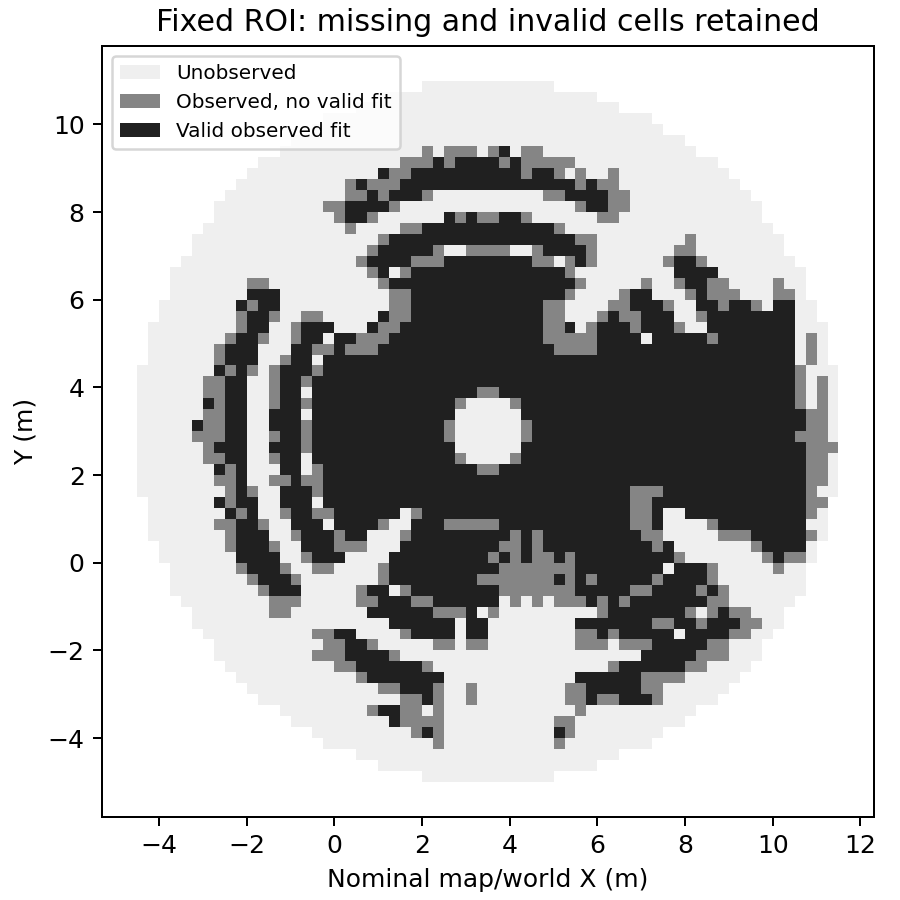 Fixed ROI: missing and invalid cells retained
Unobserved
Observed, no valid fit
Valid observed fit
10
8
6
4
2
0
−2
−4
Y (m)
−4 −2 0 2 4 6 8 10 12
Nominal map/world X (m)